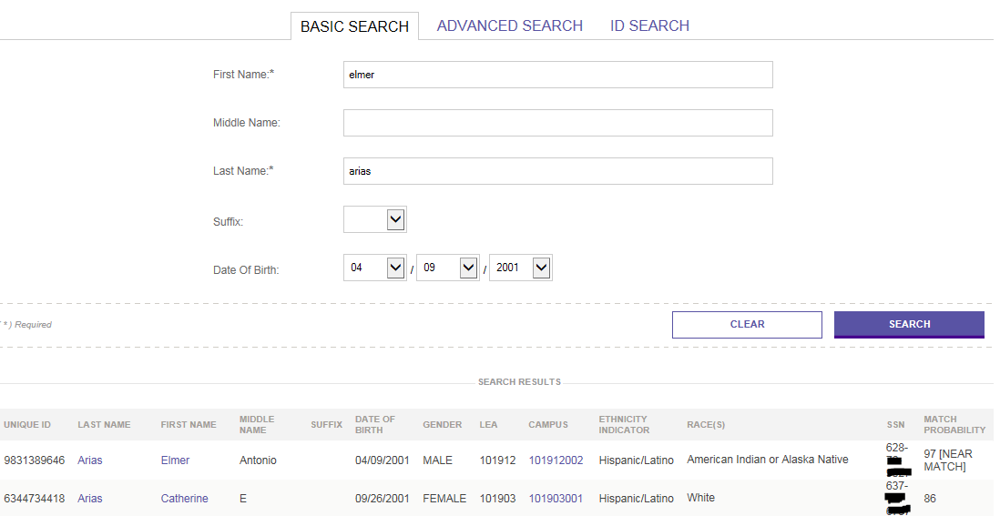 BASIC SEARCH ADVANCED SEARCH ID SEARCH
First Name:* elmer
Middle Name:
Last Name:* arias
Suffix:
Date Of Birth: 04 / 09 / 2001
*) Required
CLEAR SEARCH
SEARCH RESULTS
UNIQUE ID LAST NAME FIRST NAME MIDDLE NAME SUFFIX DATE OF BIRTH GENDER LEA CAMPUS ETHNICITY INDICATOR RACE(S) SSN MATCH PROBABILITY
9831389646 Arias Elmer Antonio 04/09/2001 MALE 101912 101912002 Hispanic/Latino American Indian or Alaska Native 628- 97 [NEAR MATCH]
6344734418 Arias Catherine E 09/26/2001 FEMALE 101903 101903001 Hispanic/Latino White 637- 86